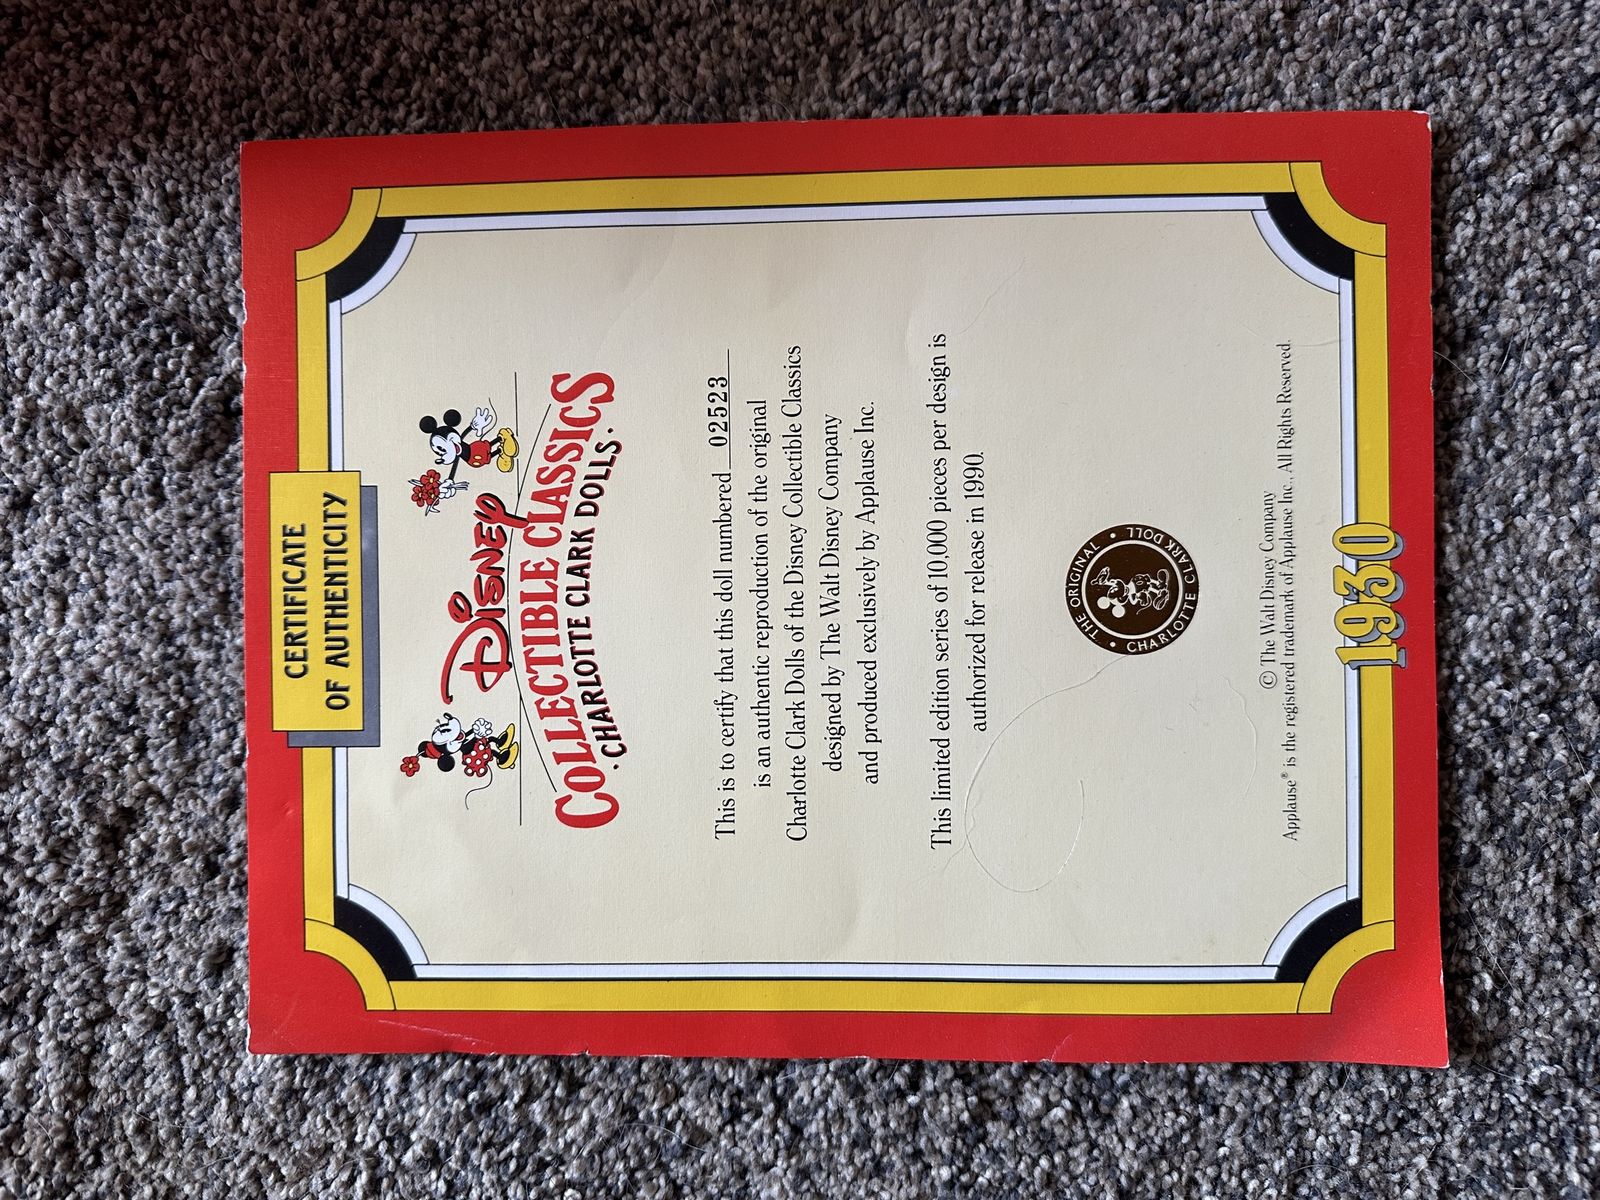 CERTIFICATE
OF AUTHENTICITY
DISNEY
COLLECTIBLE CLASSICS
·CHARLOTTE CLARK DOLLS·
This is to certify that this doll numbered 02523
is an authentic reproduction of the original
Charlotte Clark Dolls of the Disney Collectible Classics
designed by The Walt Disney Company
and produced exclusively by Applause Inc.
This limited edition series of 10,000 pieces per design is
authorized for release in 1990.
• THE ORIGINAL •
CHARLOTTE CLARK DOLL
© The Walt Disney Company
Applause® is the registered trademark of Applause Inc., All Rights Reserved.
1930